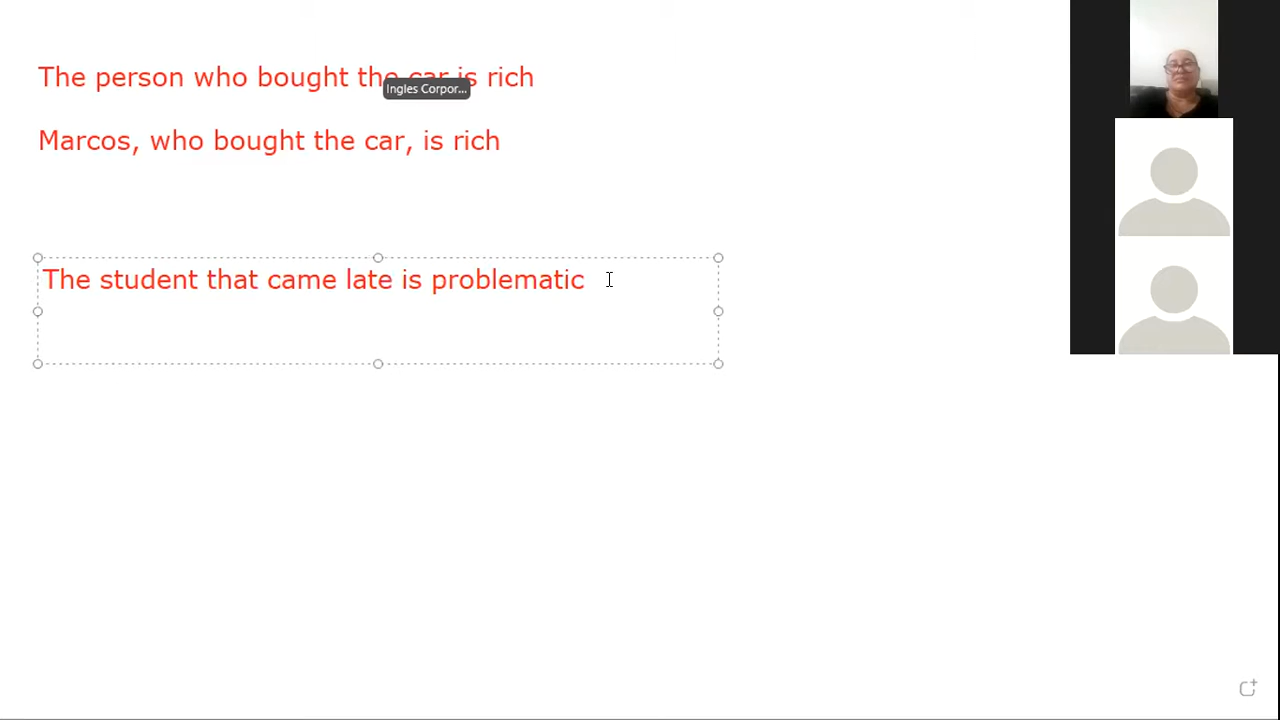 The person who bought the car is rich
Ingles Corpor...
Marcos, who bought the car, is rich
The student that came late is problematic